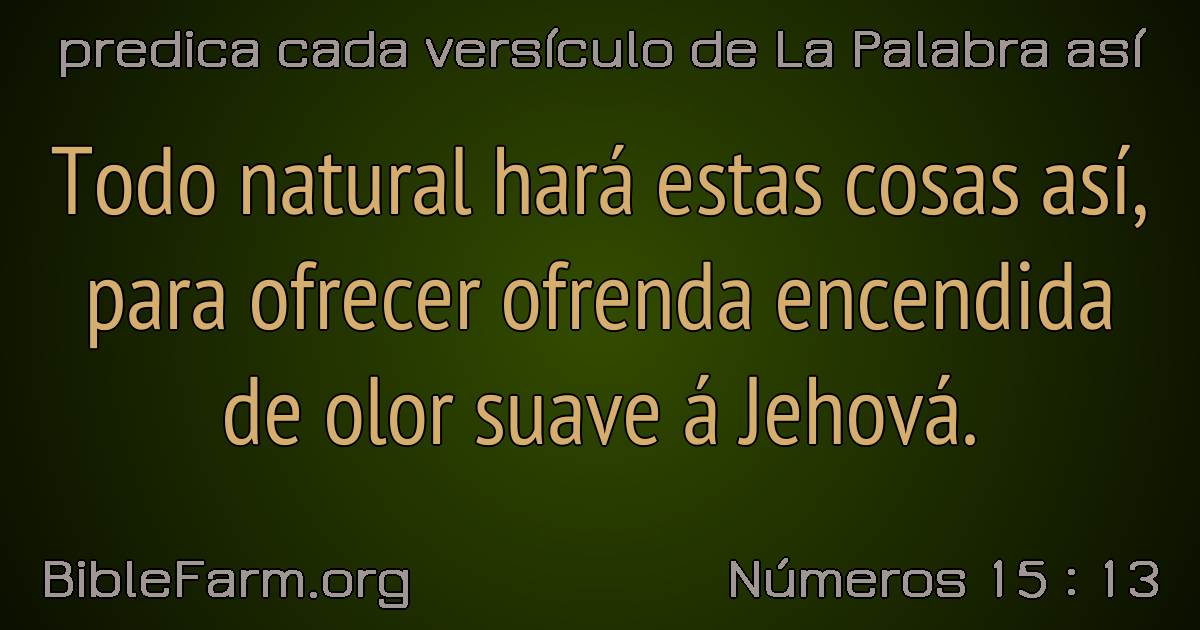 predica cada versículo de La Palabra así
Todo natural hará estas cosas así,
para ofrecer ofrenda encendida
de olor suave á Jehová.
BibleFarm.org
Números 15 : 13